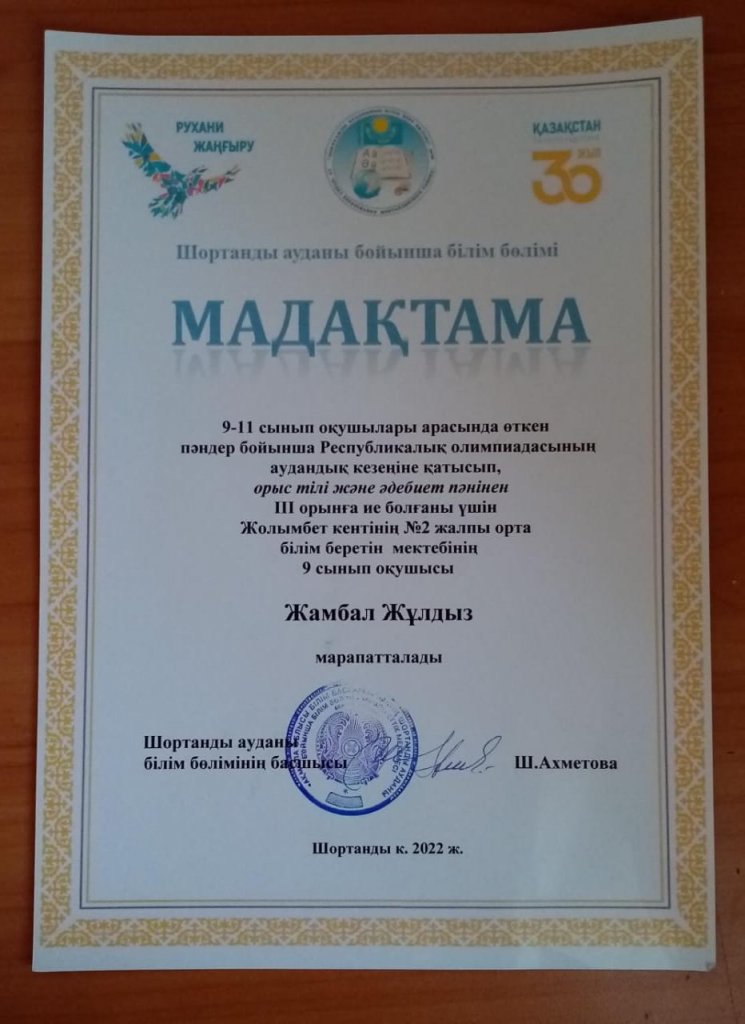 РУХАНИ
ЖАҢҒЫРУ
ҚАЗАҚСТАН
30 ЖЫЛ
Шортанды ауданы бойынша білім бөлімі
МАДАҚТАМА
9-11 сынып оқушылары арасында өткен
пәндер бойынша Республикалық олимпиадасының
аудандық кезеңіне қатысып,
орыс тілі және әдебиет пәнінен
III орынға ие болғаны үшін
Жолымбет кентінің №2 жалпы орта
білім беретін мектебінің
9 сынып оқушысы
Жамбал Жұлдыз
марапатталады
Шортанды ауданы
білім бөлімінің басшысы
Ш.Ахметова
Шортанды к. 2022 ж.